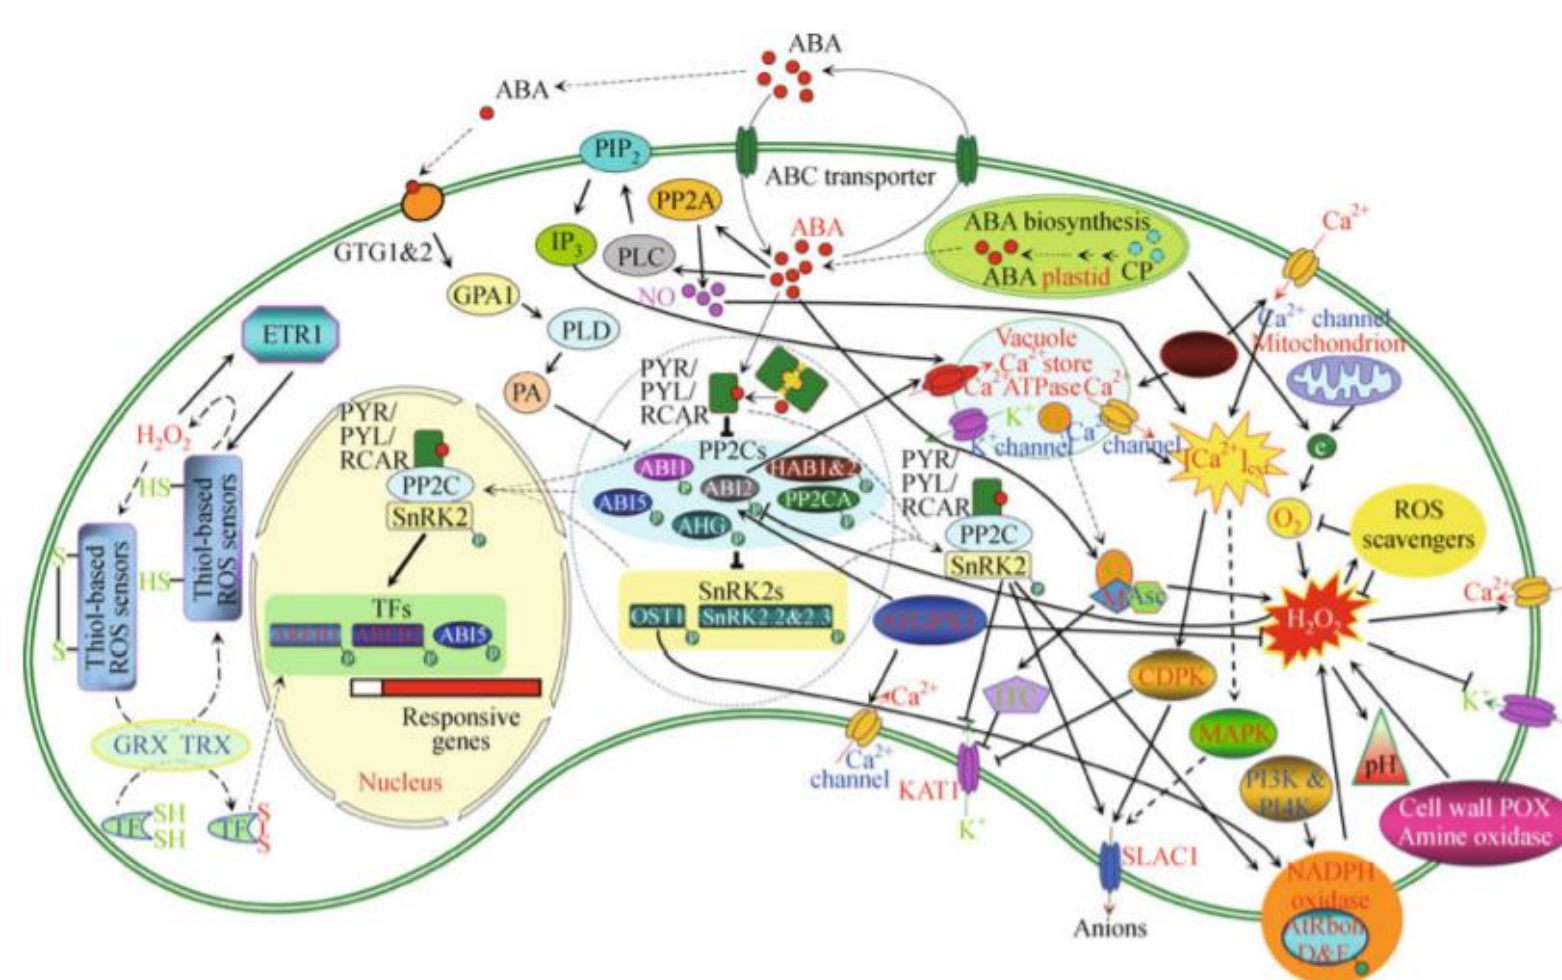 ABA
ABA
PIP2
ABC transporter
PP2A
ABA
ABA biosynthesis
ABA plastid CP
Ca2+
GTG1&2
IP3
PLC
NO
GPA1
PLD
PA
ETR1
H2O2
Ca2+ channel
Mitochondrion
Vacuole
Ca2+ store
Ca2+ ATPase Ca2+
K+
K+ channel
Ca2+
channel
[Ca2+]cyt
e
O2
ROS
scavengers
PYR/
PYL/
RCAR
PP2Cs
ABI1
P
HAB1&2
P
ABI2
P
ABI5
P
PP2CA
P
AHG
P
PYR/
PYL/
RCAR
PP2C
SnRK2
P
PYR/
PYL/
RCAR
PP2C
SnRK2
P
HS
HS
Thiol-based
ROS sensors
S
S
Thiol-based
ROS sensors
TFs
ABI5
P
P
P
Responsive
genes
Nucleus
SnRK2s
OST1
P
SnRK2.2&2.3
P
H2O2
Ca2+
K+
CDPK
MAPK
PI3K &
PI4K
pH
Cell wall POX
Amine oxidase
GRX TRX
TF
SH
SH
TF
S
S
Ca2+
Ca2+
channel
KAT1
K+
SLAC1
Anions
NADPH
oxidase
AtRboh
D&F